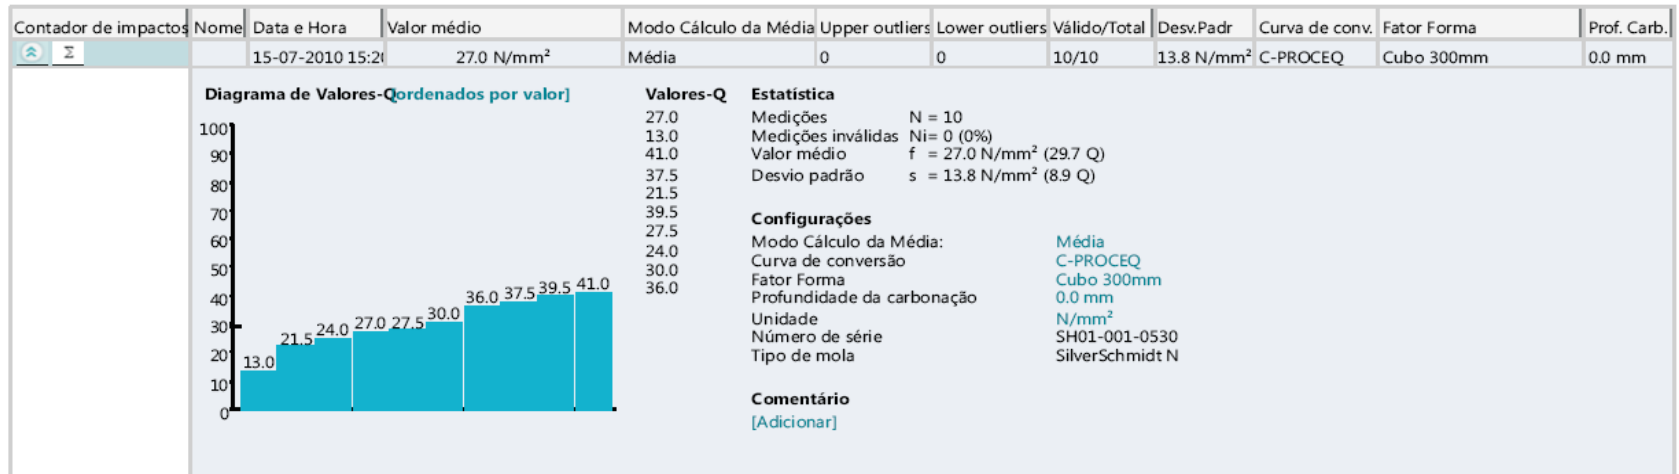 Contador de impactos Nome Data e Hora Valor médio Modo Cálculo da Média Upper outliers Lower outliers Válido/Total Desv.Padr Curva de conv. Fator Forma Prof. Carb.
Σ 15-07-2010 15:2 27.0 N/mm² Média 0 0 10/10 13.8 N/mm² C-PROCEQ Cubo 300mm 0.0 mm
Diagrama de Valores-Q[ordenados por valor]
100
90
80
70
60
50
40
30
20
10
0
13.0 21.5 24.0 27.0 27.5 30.0 36.0 37.5 39.5 41.0
Valores-Q
27.0
13.0
41.0
37.5
21.5
39.5
27.5
24.0
30.0
36.0
Estatística
Medições N = 10
Medições inválidas Ni= 0 (0%)
Valor médio f = 27.0 N/mm² (29.7 Q)
Desvio padrão s = 13.8 N/mm² (8.9 Q)
Configurações
Modo Cálculo da Média: Média
Curva de conversão C-PROCEQ
Fator Forma Cubo 300mm
Profundidade da carbonação 0.0 mm
Unidade N/mm²
Número de série SH01-001-0530
Tipo de mola SilverSchmidt N
Comentário
[Adicionar]